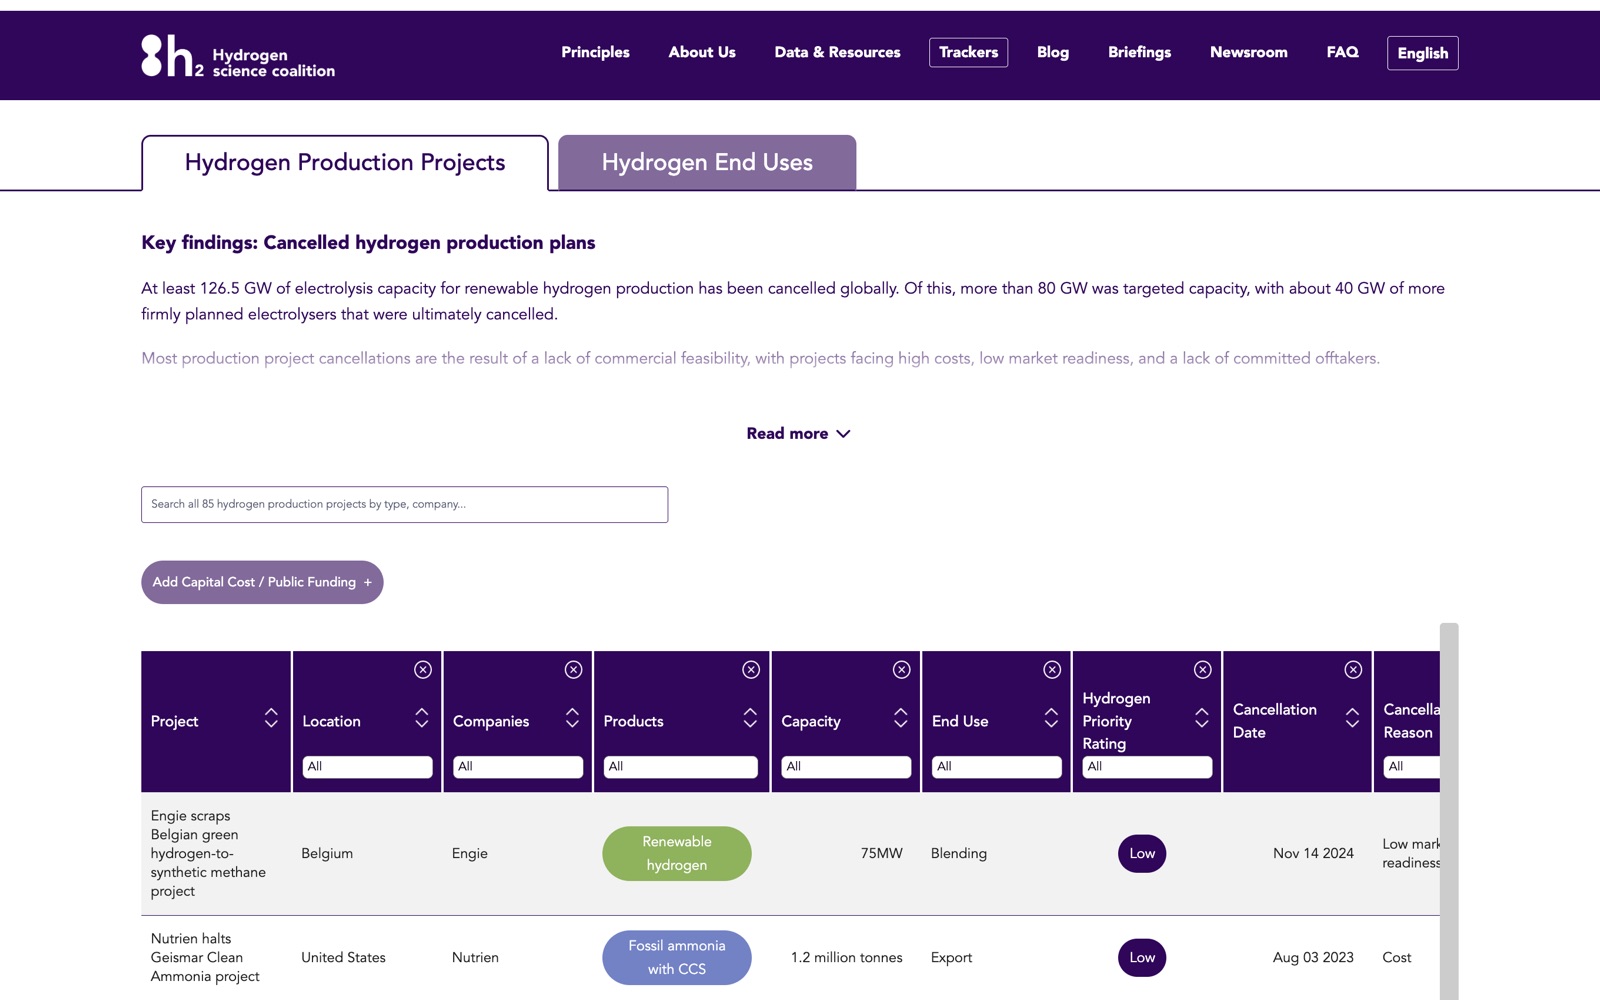 h2 Hydrogen
science coalition
Principles About Us Data & Resources Trackers Blog Briefings Newsroom FAQ English
Hydrogen Production Projects Hydrogen End Uses
Key findings: Cancelled hydrogen production plans
At least 126.5 GW of electrolysis capacity for renewable hydrogen production has been cancelled globally. Of this, more than 80 GW was targeted capacity, with about 40 GW of more
firmly planned electrolysers that were ultimately cancelled.
Most production project cancellations are the result of a lack of commercial feasibility, with projects facing high costs, low market readiness, and a lack of committed offtakers.
Read more
Search all 85 hydrogen production projects by type, company...
Add Capital Cost / Public Funding +
Project
Location
All
Companies
All
Products
All
Capacity
All
End Use
All
Hydrogen
Priority
Rating
All
Cancellation
Date
Cancella
Reason
All
Engie scraps
Belgian green
hydrogen-to-
synthetic methane
project
Belgium
Engie
Renewable
hydrogen
75MW
Blending
Low
Nov 14 2024
Low mark
readiness
Nutrien halts
Geismar Clean
Ammonia project
United States
Nutrien
Fossil ammonia
with CCS
1.2 million tonnes
Export
Low
Aug 03 2023
Cost